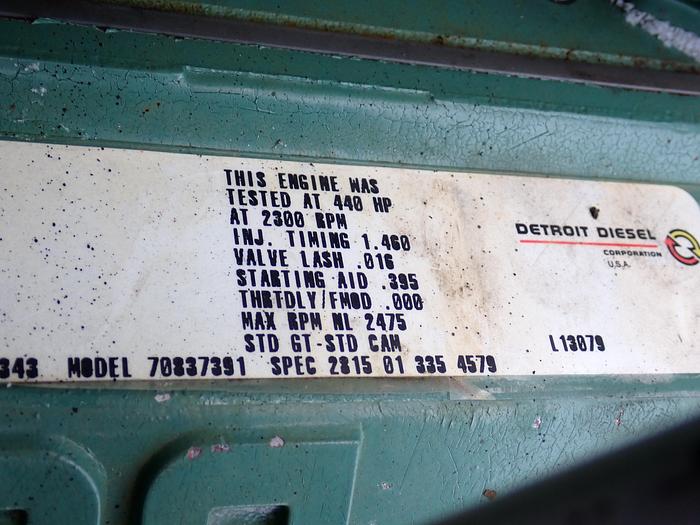 THIS ENGINE WAS
TESTED AT 440 HP
AT 2300 RPM
INJ. TIMING 1.460
VALVE LASH .016
STARTING AID .395
THRTDLY/FMOD .000
MAX RPM NL 2475
STD GT-STD CAM
343 MODEL 70837391 SPEC 2815 01 335 4579
DETROIT DIESEL
CORPORATION
U.S.A.
L13079